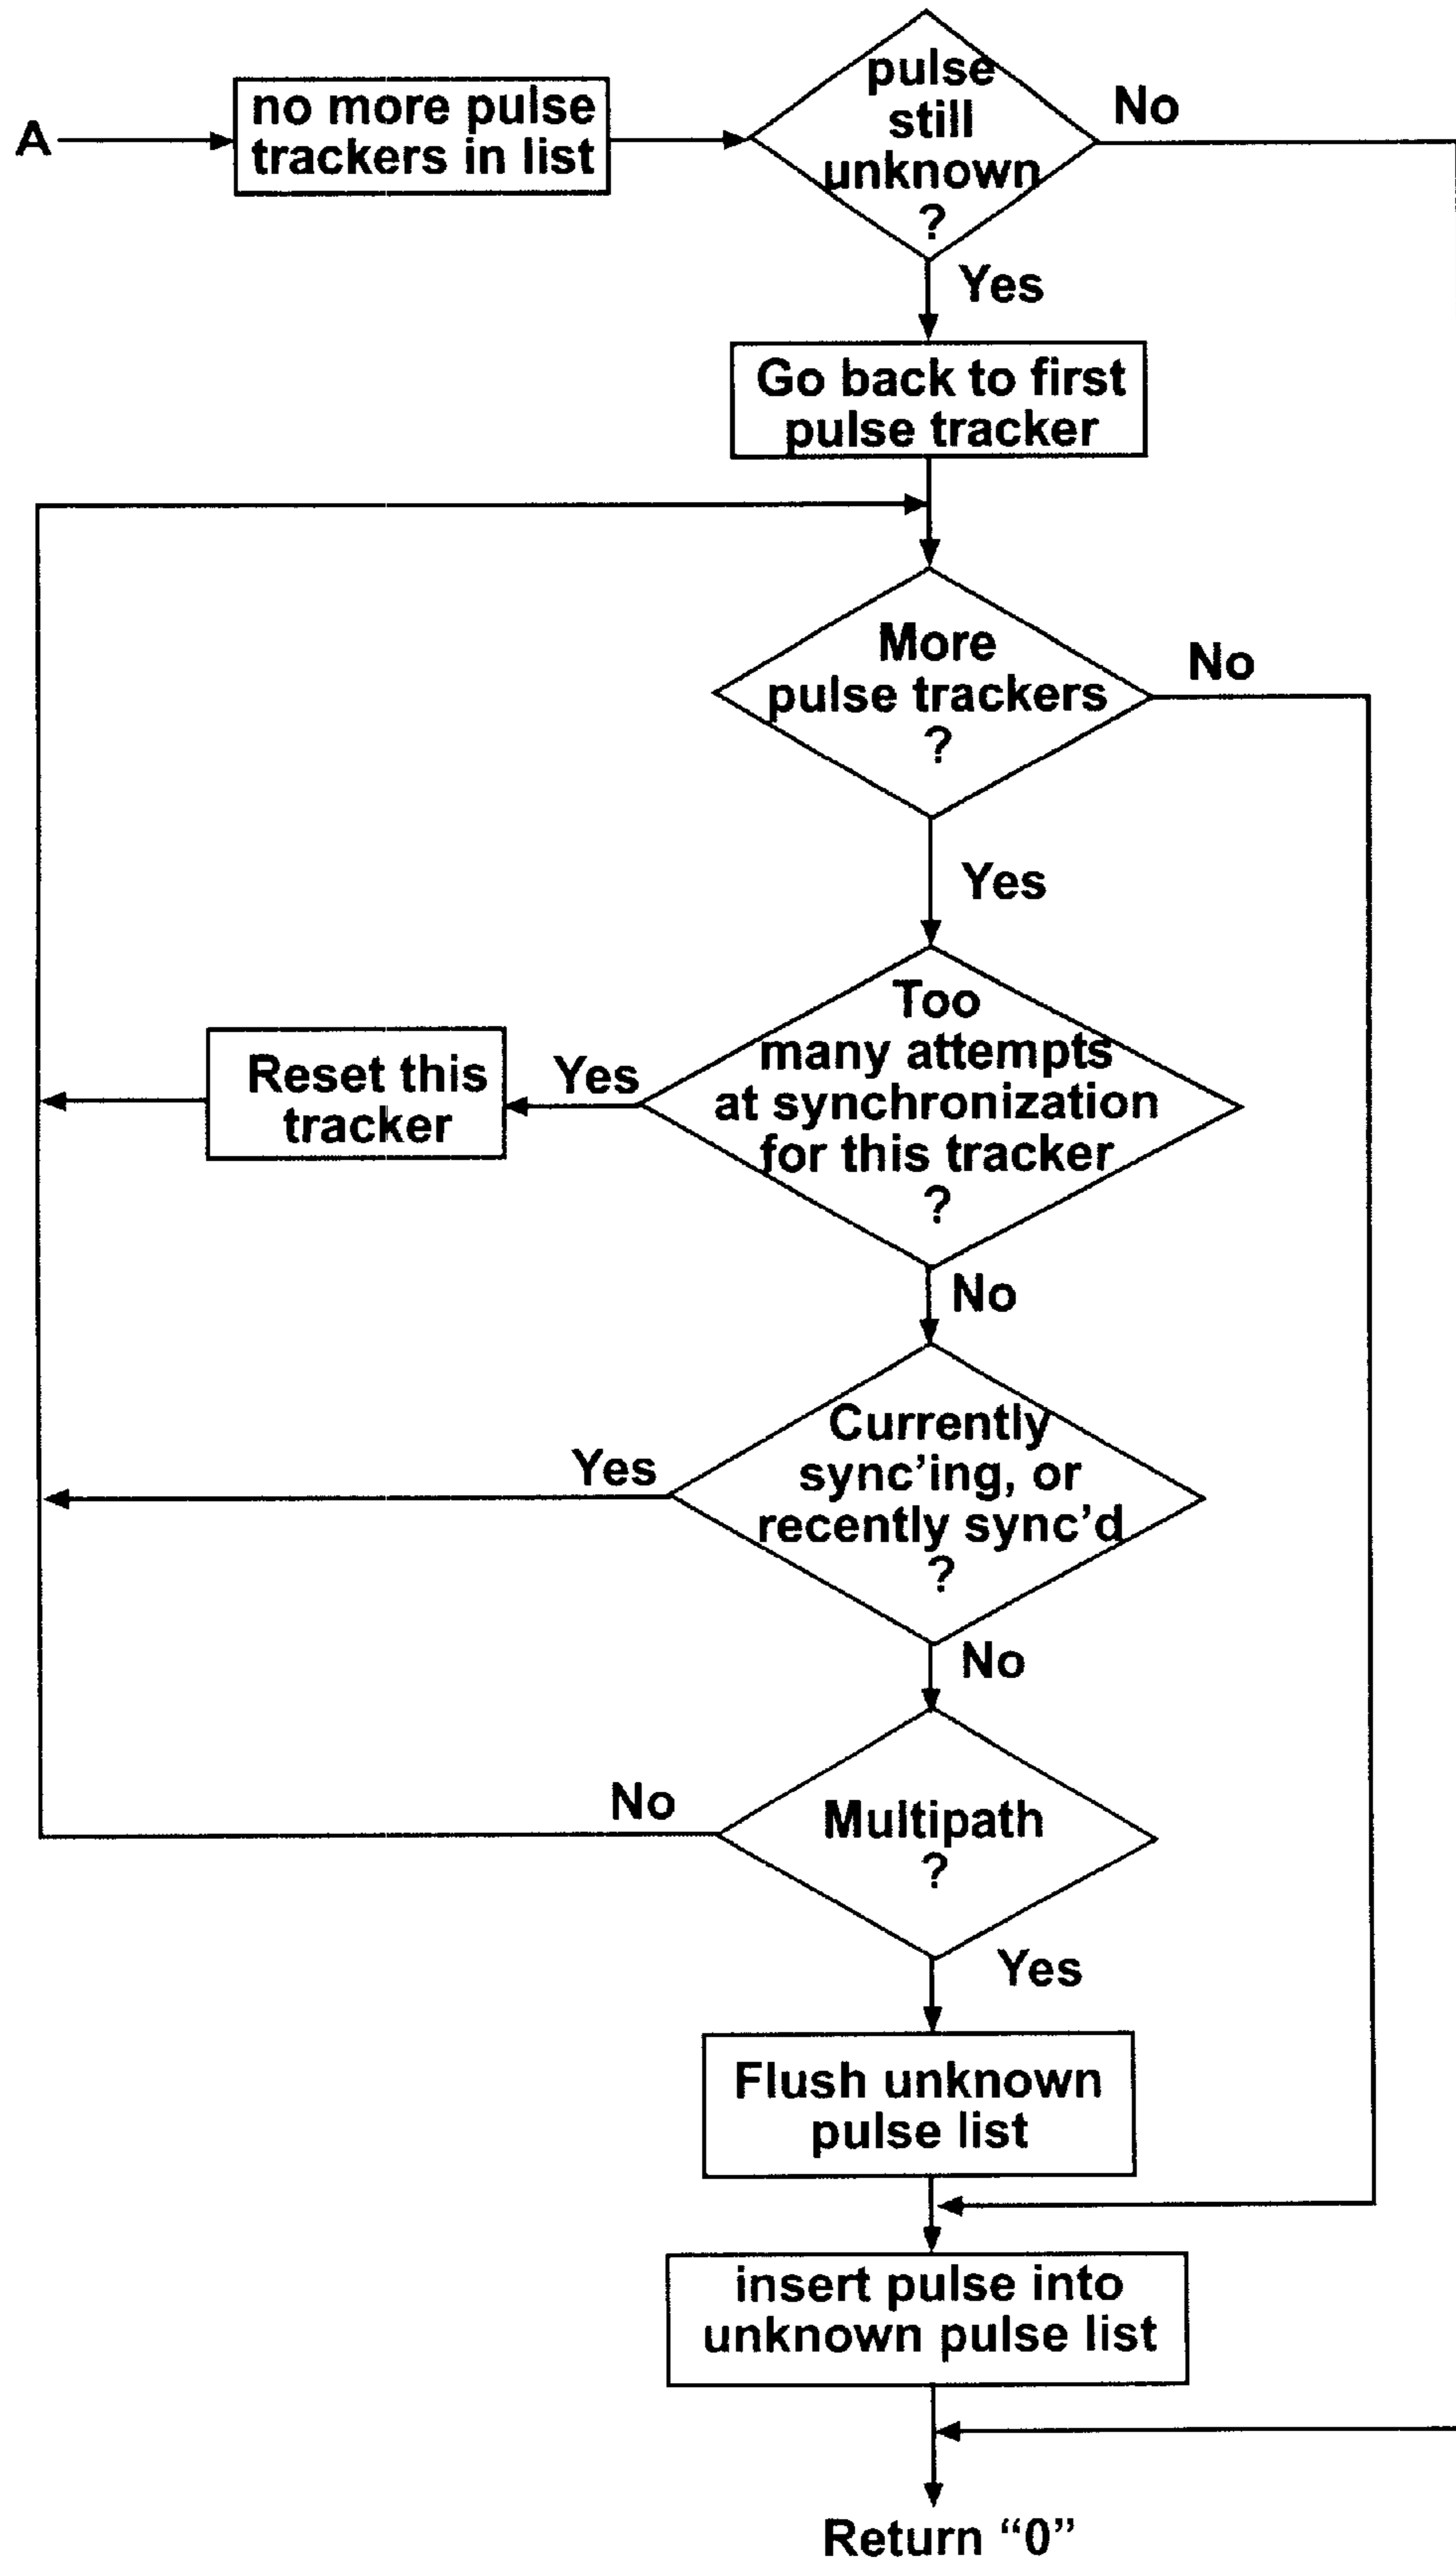 A
no more pulse
trackers in list
pulse
still
unknown
?
No
Yes
Go back to first
pulse tracker
More
pulse trackers
?
No
Yes
Too
many attempts
at synchronization
for this tracker
?
Yes
Reset this
tracker
No
Currently
sync'ing, or
recently sync'd
?
Yes
No
Multipath
?
No
Yes
Flush unknown
pulse list
insert pulse into
unknown pulse list
Return “0”